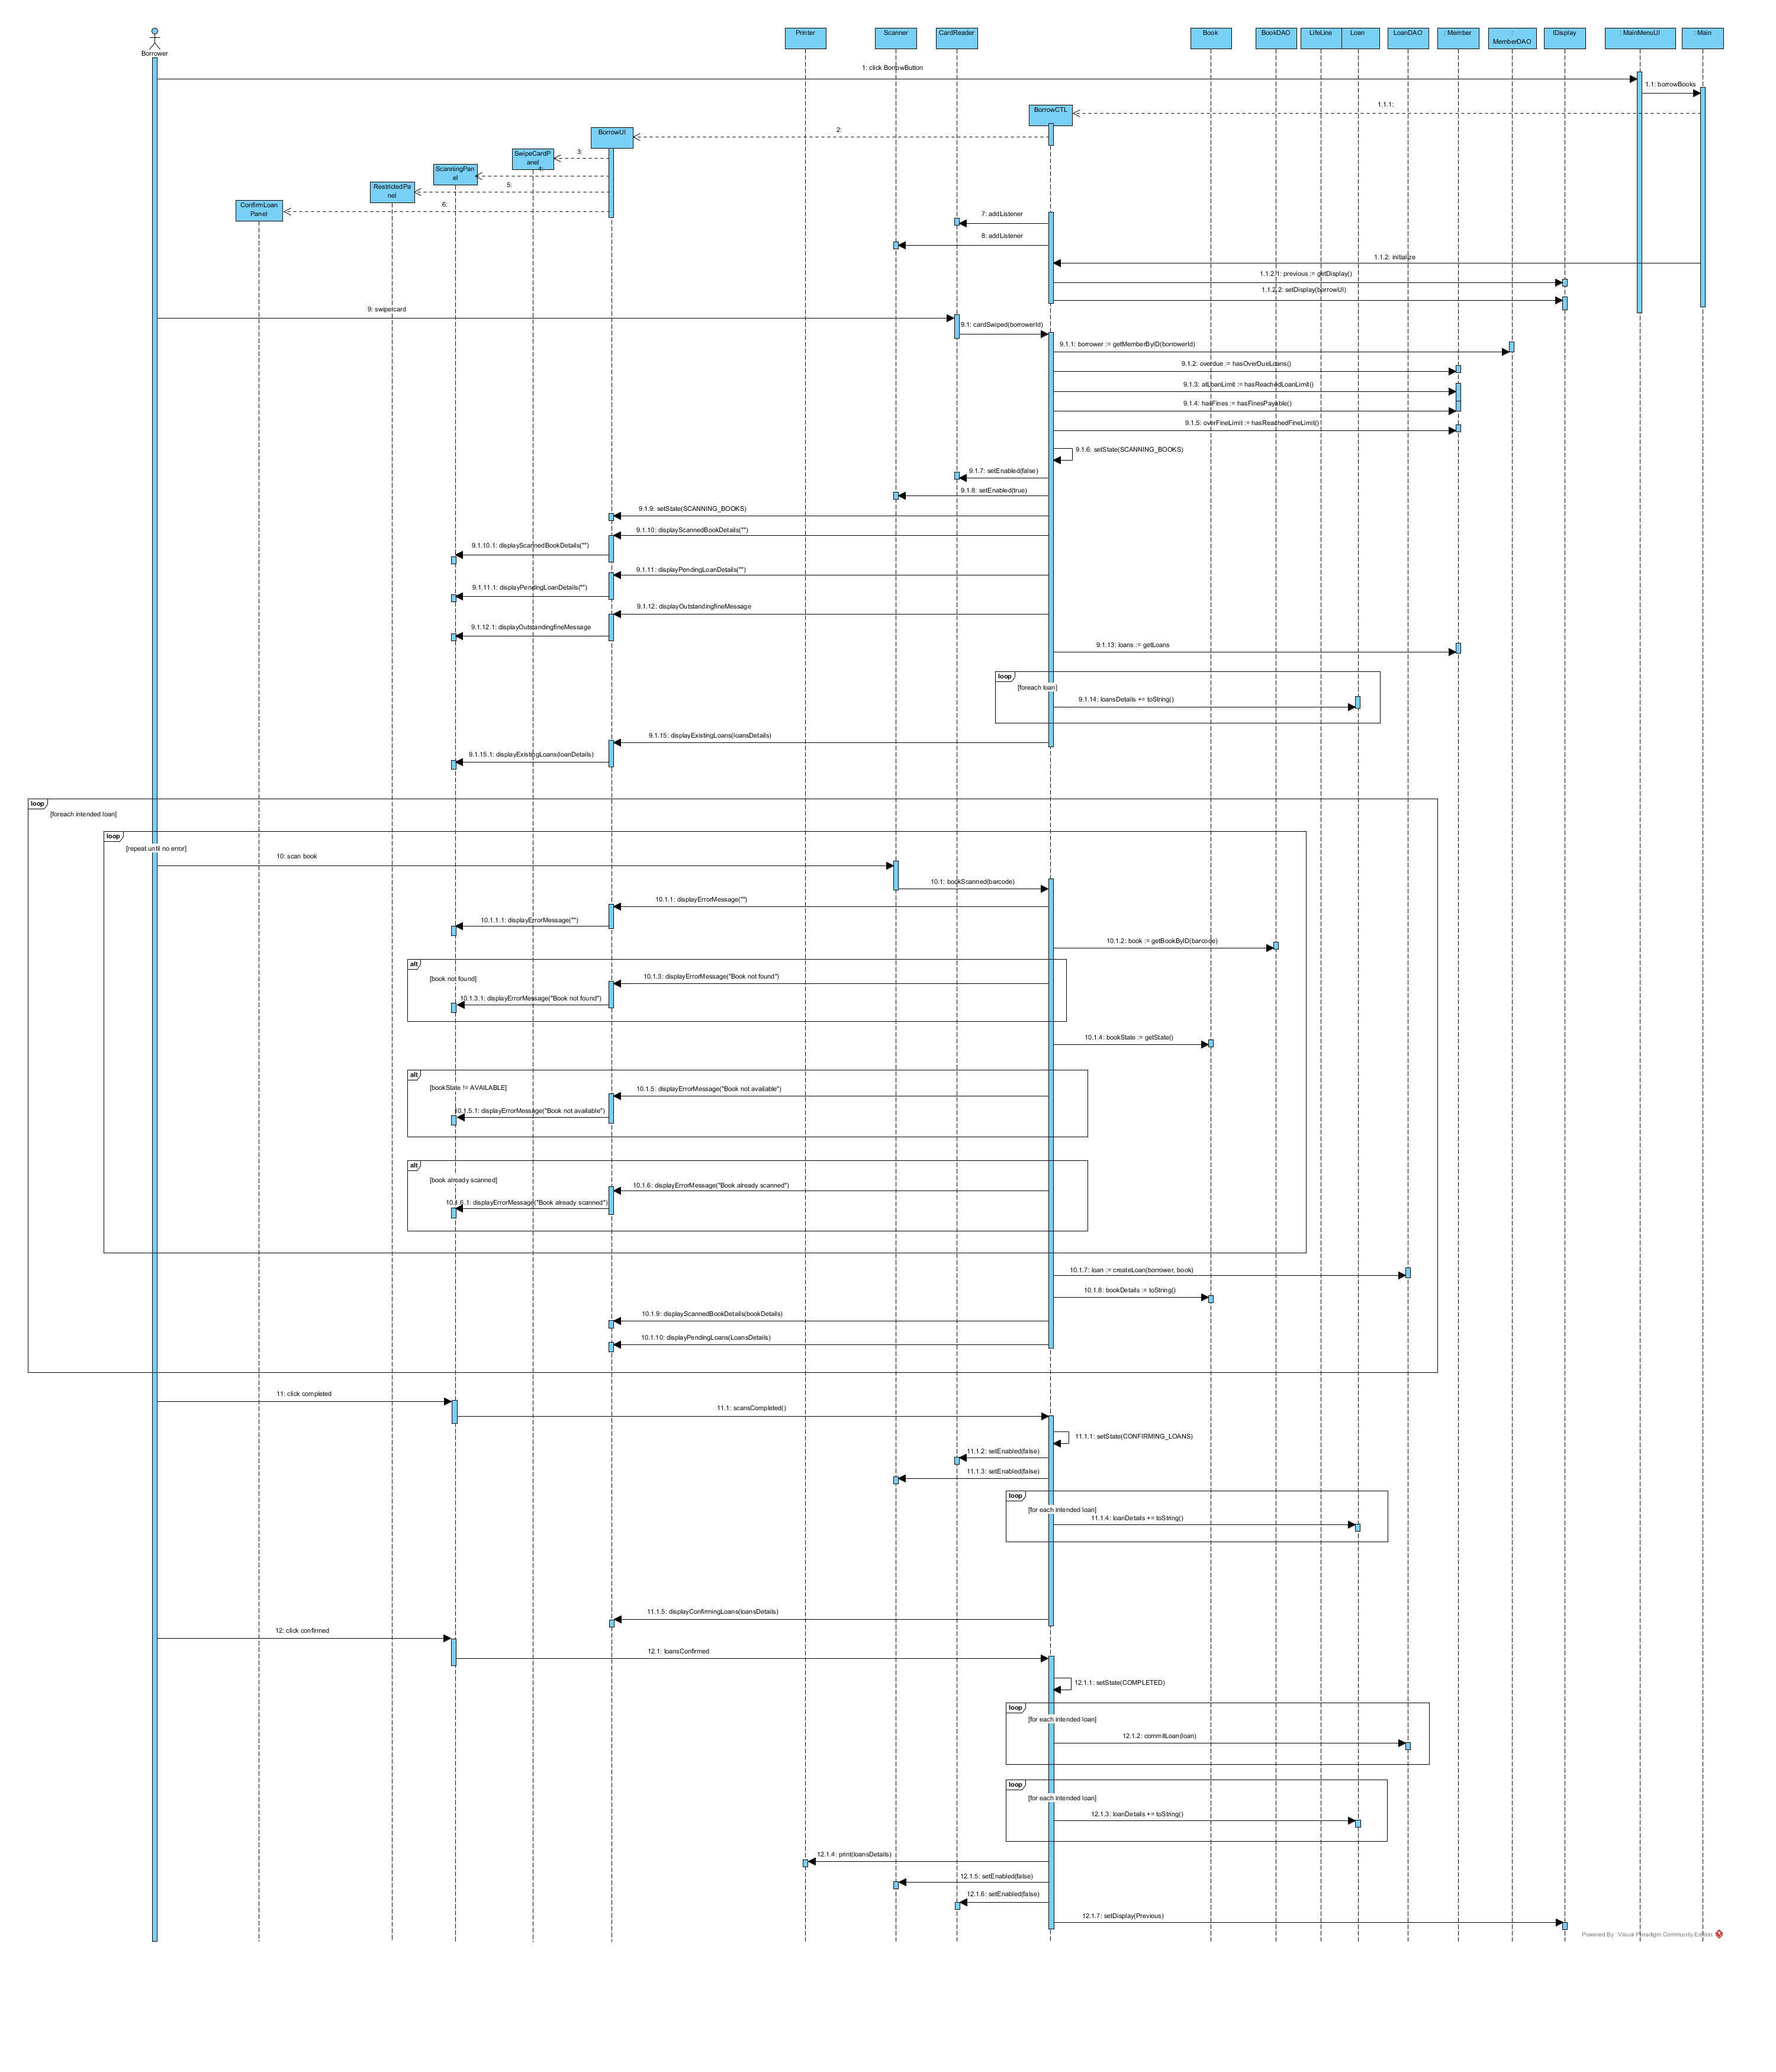 Borrower
Printer
Scanner
CardReader
Book
BookDAO
LifeLine
Loan
LoanDAO
: Member
:
MemberDAO
IDisplay
: MainMenuUI
: Main
1: click BorrowButton
1.1: borrowBooks
BorrowCTL
1.1.1:
BorrowUI
2:
SwipeCardP
anel
3:
ScanningPan
el
4:
RestrictedPa
nel
5:
ConfirmLoan
Panel
6:
7: addListener
8: addListener
1.1.2: initialize
1.1.2.1: previous := getDisplay()
1.1.2.2: setDisplay(borrowUI)
9: swipe card
9.1: cardSwiped(borrowerId)
9.1.1: borrower := getMemberByID(borrowerId)
9.1.2: overdue := hasOverDueLoans()
9.1.3: atLoanLimit := hasReachedLoanLimit()
9.1.4: hasFines := hasFinesPayable()
9.1.5: overFineLimit := hasReachedFineLimit()
9.1.6: setState(SCANNING_BOOKS)
9.1.7: setEnabled(false)
9.1.8: setEnabled(true)
9.1.9: setState(SCANNING_BOOKS)
9.1.10: displayScannedBookDetails("")
9.1.10.1: displayScannedBookDetails("")
9.1.11: displayPendingLoanDetails("")
9.1.11.1: displayPendingLoanDetails("")
9.1.12: displayOutstandingfineMessage
9.1.12.1: displayOutstandingfineMessage
9.1.13: loans := getLoans
loop
[foreach loan]
9.1.14: loansDetails += toString()
9.1.15: displayExistingLoans(loansDetails)
9.1.15.1: displayExistingLoans(loanDetails)
loop
[foreach intended loan]
loop
[repeat until no error]
10: scan book
10.1: bookScanned(barcode)
10.1.1: displayErrorMessage("")
10.1.1.1: displayErrorMessage("")
10.1.2: book := getBookByID(barcode)
alt
[book not found]
10.1.3: displayErrorMessage("Book not found")
10.1.3.1: displayErrorMessage("Book not found")
10.1.4: bookState := getState()
alt
[bookState != AVAILABLE]
10.1.5: displayErrorMessage("Book not available")
10.1.5.1: displayErrorMessage("Book not available")
alt
[book already scanned]
10.1.6: displayErrorMessage("Book already scanned")
10.1.6.1: displayErrorMessage("Book already scanned")
10.1.7: loan := createLoan(borrower, book)
10.1.8: bookDetails := toString()
10.1.9: displayScannedBookDetails(bookDetails)
10.1.10: displayPendingLoans(LoansDetails)
11: click completed
11.1: scansCompleted()
11.1.1: setState(CONFIRMING_LOANS)
11.1.2: setEnabled(false)
11.1.3: setEnabled(false)
loop
[for each intended loan]
11.1.4: loanDetails += toString()
11.1.5: displayConfirmingLoans(loansDetails)
12: click confirmed
12.1: loansConfirmed
12.1.1: setState(COMPLETED)
loop
[for each intended loan]
12.1.2: commitLoan(loan)
loop
[for each intended loan]
12.1.3: loanDetails += toString()
12.1.4: print(loansDetails)
12.1.5: setEnabled(false)
12.1.6: setEnabled(false)
12.1.7: setDisplay(Previous)
Powered By Visual Paradigm Community Edition